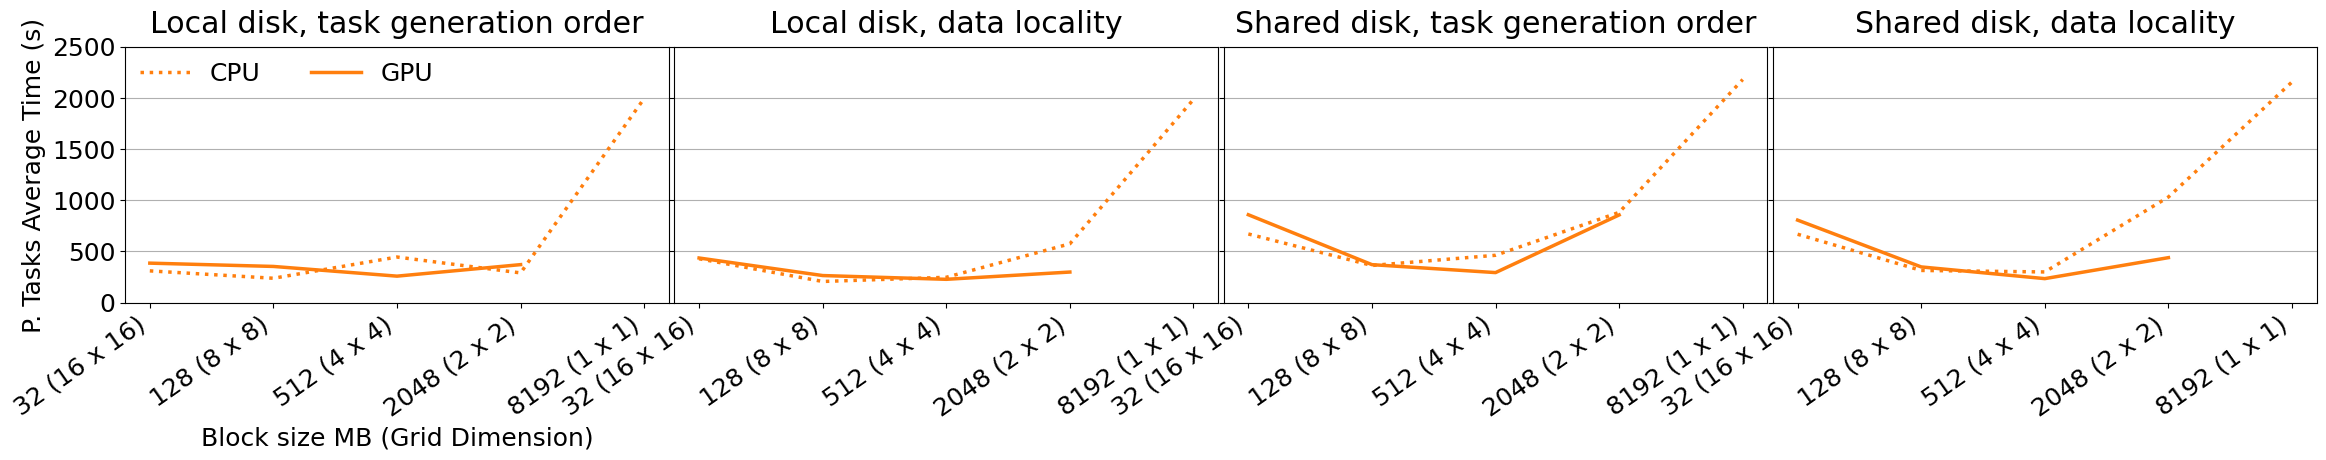 Local disk, task generation order
Local disk, data locality
Shared disk, task generation order
Shared disk, data locality
P. Tasks Average Time (s)
2500
2000
1500
1000
500
0
CPU
GPU
32 (16 x 16)
128 (8 x 8)
512 (4 x 4)
2048 (2 x 2)
8192 (1 x 1)
32 (16 x 16)
128 (8 x 8)
512 (4 x 4)
2048 (2 x 2)
8192 (1 x 1)
32 (16 x 16)
128 (8 x 8)
512 (4 x 4)
2048 (2 x 2)
8192 (1 x 1)
32 (16 x 16)
128 (8 x 8)
512 (4 x 4)
2048 (2 x 2)
8192 (1 x 1)
Block size MB (Grid Dimension)